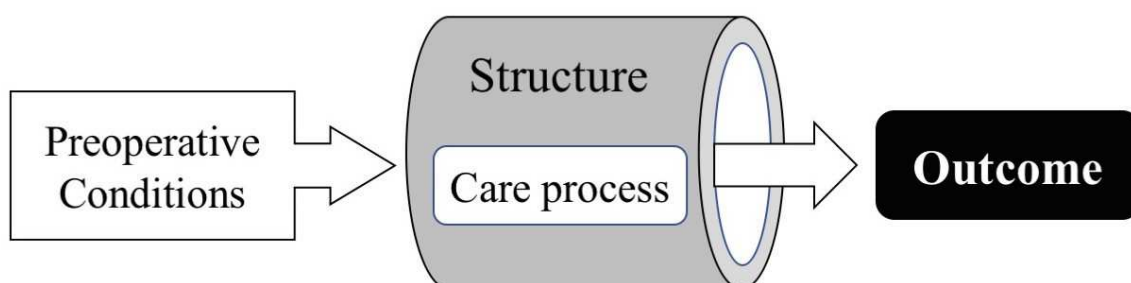 Preoperative
Conditions
Structure
Care process
Outcome